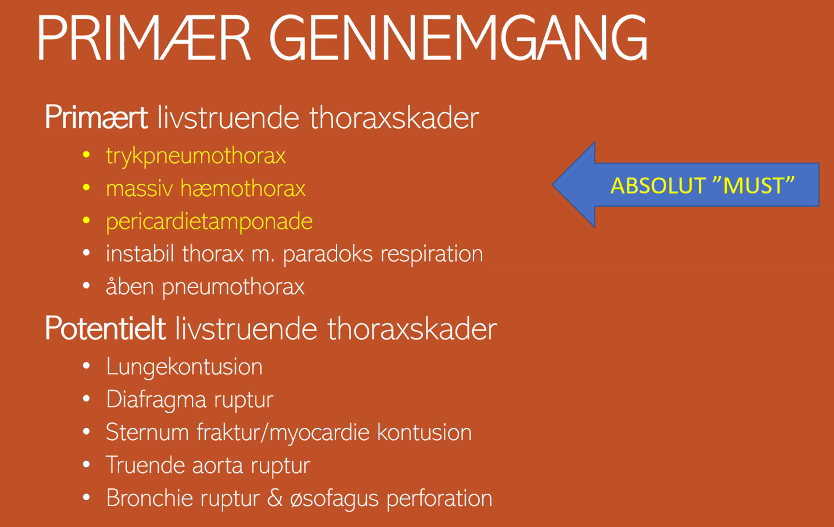 PRIMÆR GENNEMGANG
Primært livstruende thoraxskader
• trykpneumothorax
• massiv hæmothorax
• pericardietamponade
• instabil thorax m. paradoks respiration
• åben pneumothorax
ABSOLUT ”MUST”
Potentielt livstruende thoraxskader
• Lungekontusion
• Diafragma ruptur
• Sternum fraktur/myocardie kontusion
• Truende aorta ruptur
• Bronchie ruptur & øsofagus perforation